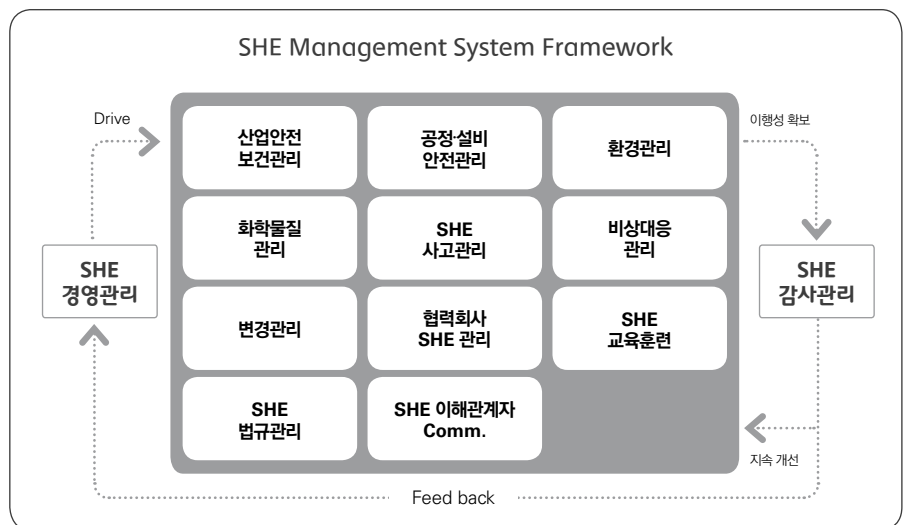 SHE Management System Framework
Drive
이행성 확보
산업안전
보건관리
공정·설비
안전관리
환경관리
화학물질
관리
SHE
사고관리
비상대응
관리
SHE
경영관리
SHE
감사관리
변경관리
협력회사
SHE 관리
SHE
교육훈련
SHE
법규관리
SHE 이해관계자
Comm.
지속 개선
Feed back